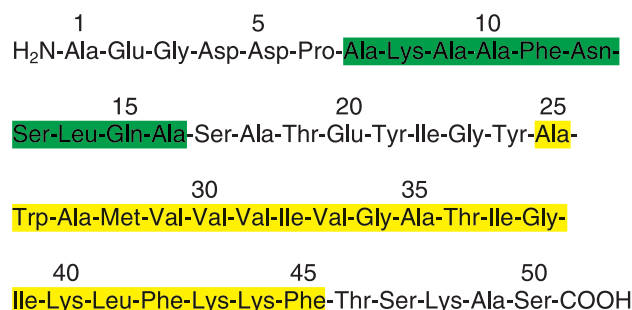 1 5 10
H₂N-Ala-Glu-Gly-Asp-Asp-Pro-Ala-Lys-Ala-Ala-Phe-Asn-
15 20 25
Ser-Leu-Gln-Ala-Ser-Ala-Thr-Glu-Tyr-Ile-Gly-Tyr-Ala-
30 35
Trp-Ala-Met-Val-Val-Val-Ile-Val-Gly-Ala-Thr-Ile-Gly-
40 45 50
Ile-Lys-Leu-Phe-Lys-Lys-Phe-Thr-Ser-Lys-Ala-Ser-COOH